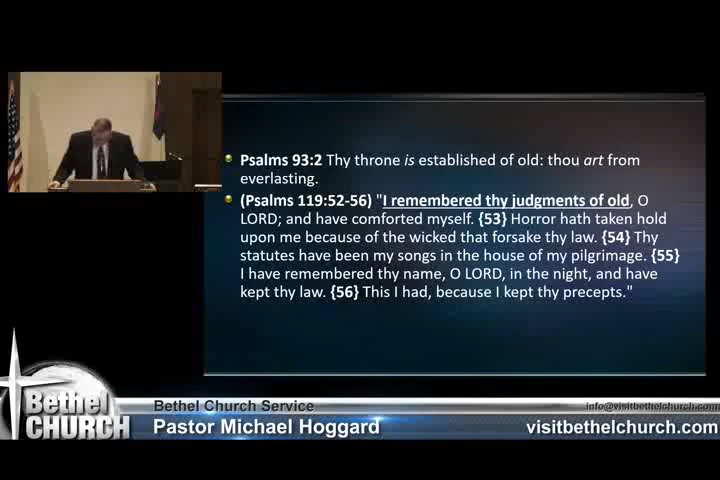 Psalms 93:2 Thy throne is established of old: thou art from
everlasting.
(Psalms 119:52-56) "I remembered thy judgments of old, O
LORD; and have comforted myself. {53} Horror hath taken hold
upon me because of the wicked that forsake thy law. {54} Thy
statutes have been my songs in the house of my pilgrimage. {55}
I have remembered thy name, O LORD, in the night, and have
kept thy law. {56} This I had, because I kept thy precepts."
Bethel
CHURCH
Bethel Church Service
info@visitbethelchurch.com
Pastor Michael Hoggard
visitbethelchurch.com